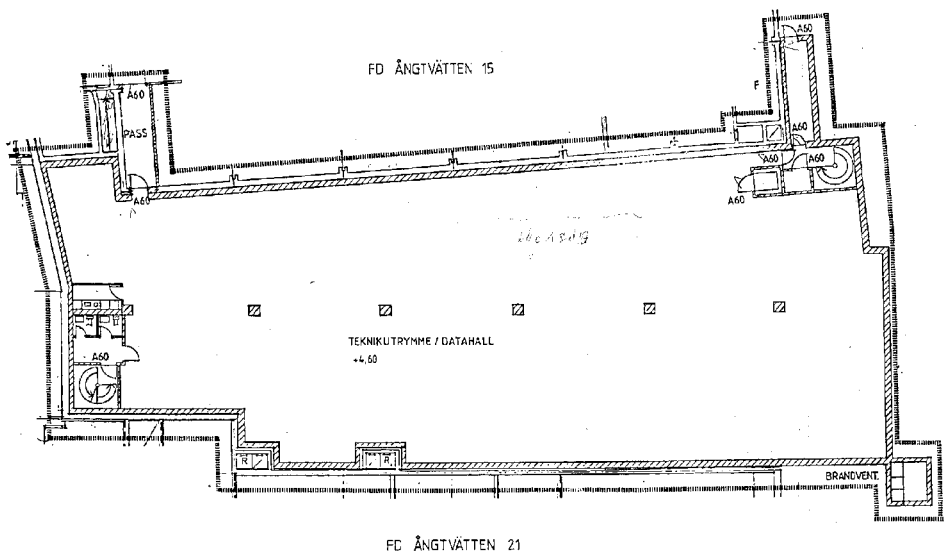 A60
FD ÅNGTVÄTTEN 15
A60
F
PASS
A60
A60
A60
A60
A60
TEKNIKUTRYMME / DATAHALL
+4,60
A60
R
R
BRANDVENT.
FD ÅNGTVÄTTEN 21